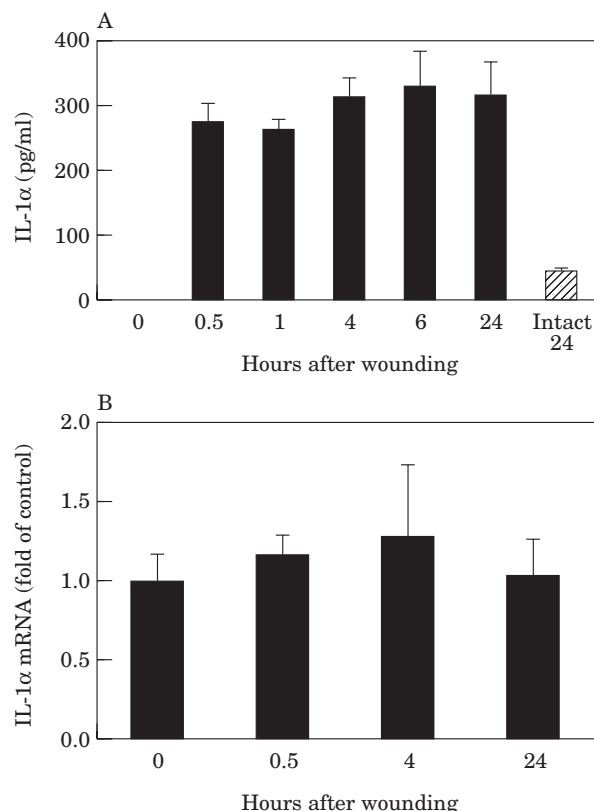 A
400
300
200
100
0
IL-1α (pg/ml)
0 0.5 1 4 6 24 Intact
24
Hours after wounding
B
2.0
1.5
1.0
0.5
0.0
IL-1α mRNA (fold of control)
0 0.5 4 24
Hours after wounding